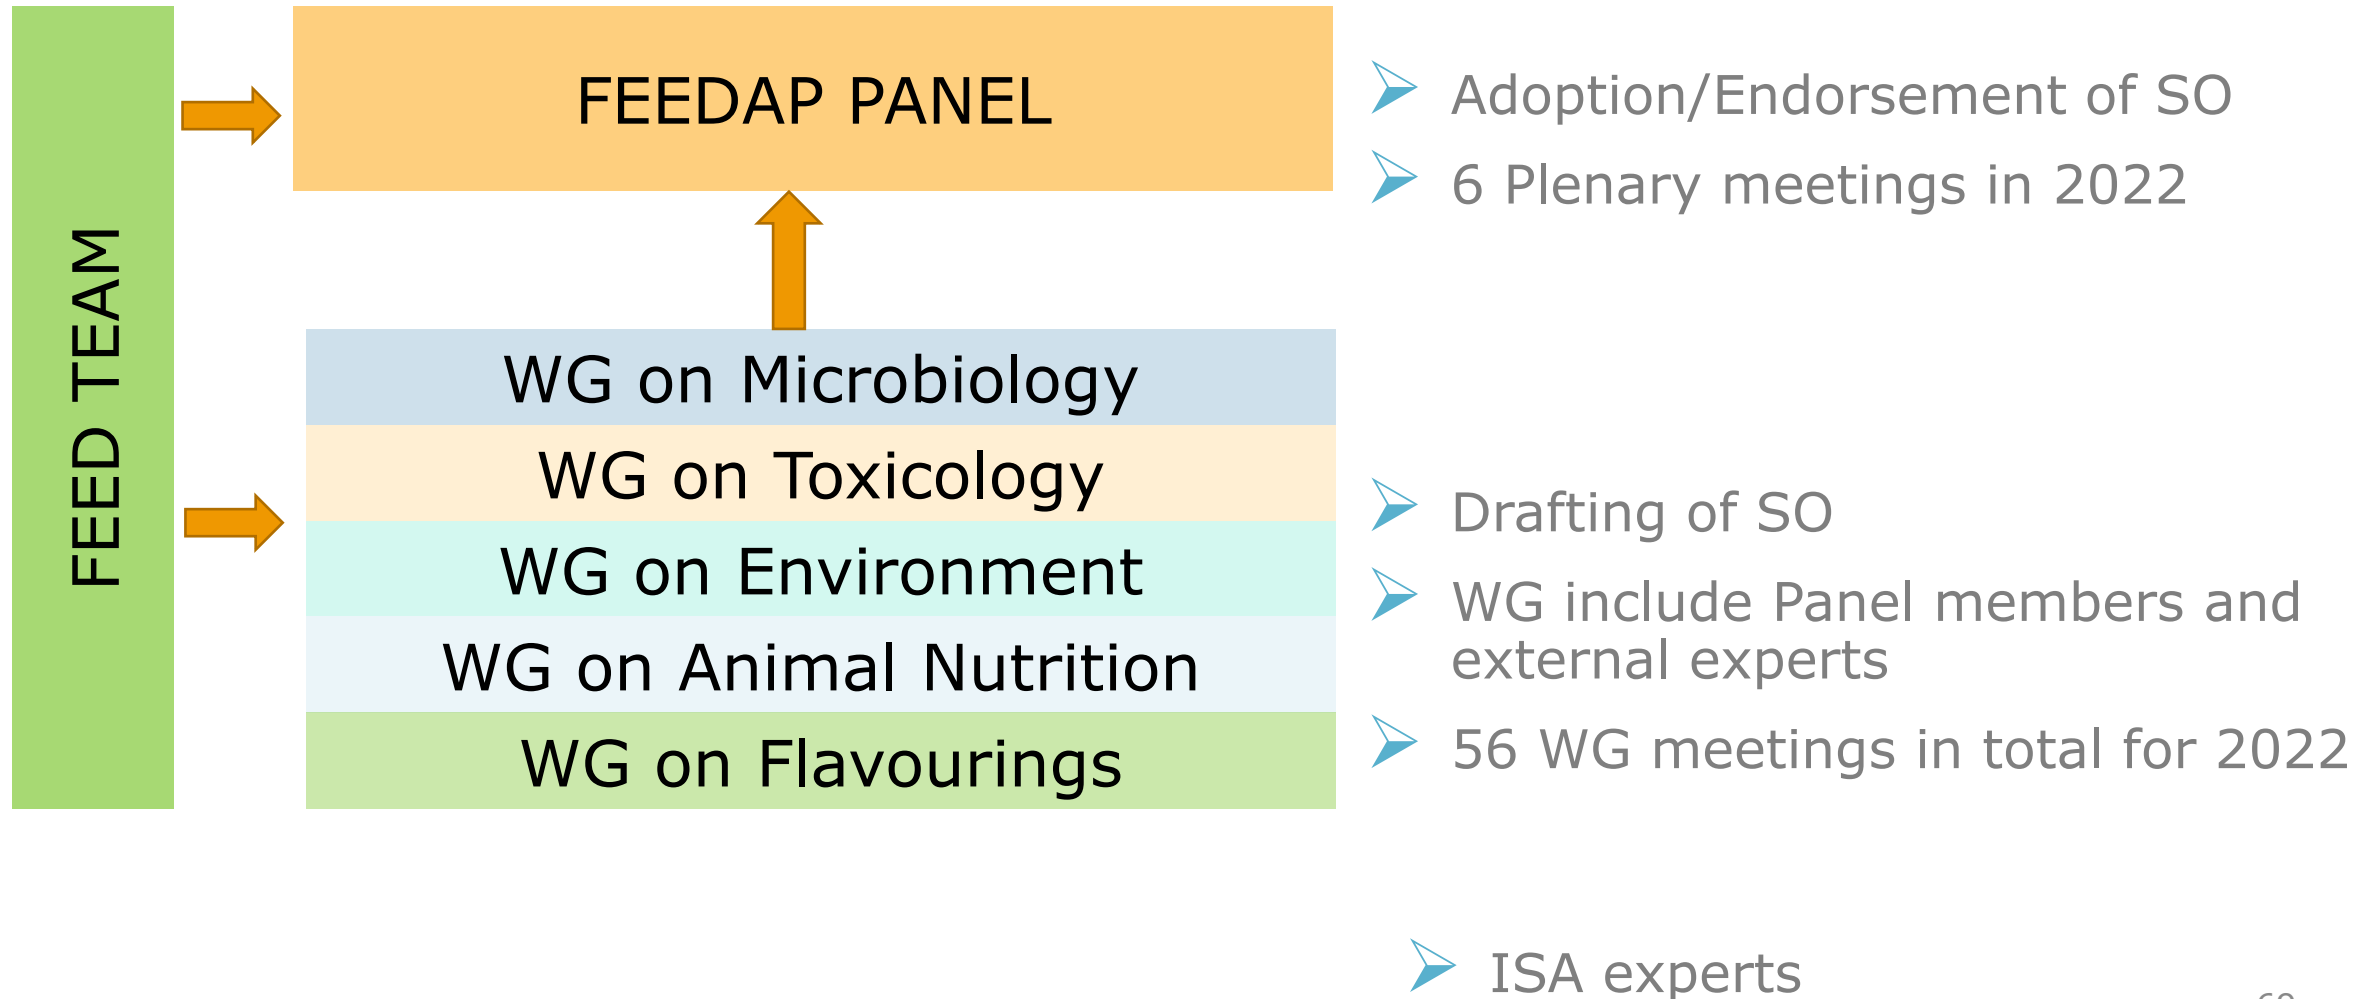 FEED TEAM
FEEDAP PANEL
Adoption/Endorsement of SO
6 Plenary meetings in 2022
WG on Microbiology
WG on Toxicology
WG on Environment
WG on Animal Nutrition
WG on Flavourings
Drafting of SO
WG include Panel members and
external experts
56 WG meetings in total for 2022
ISA experts